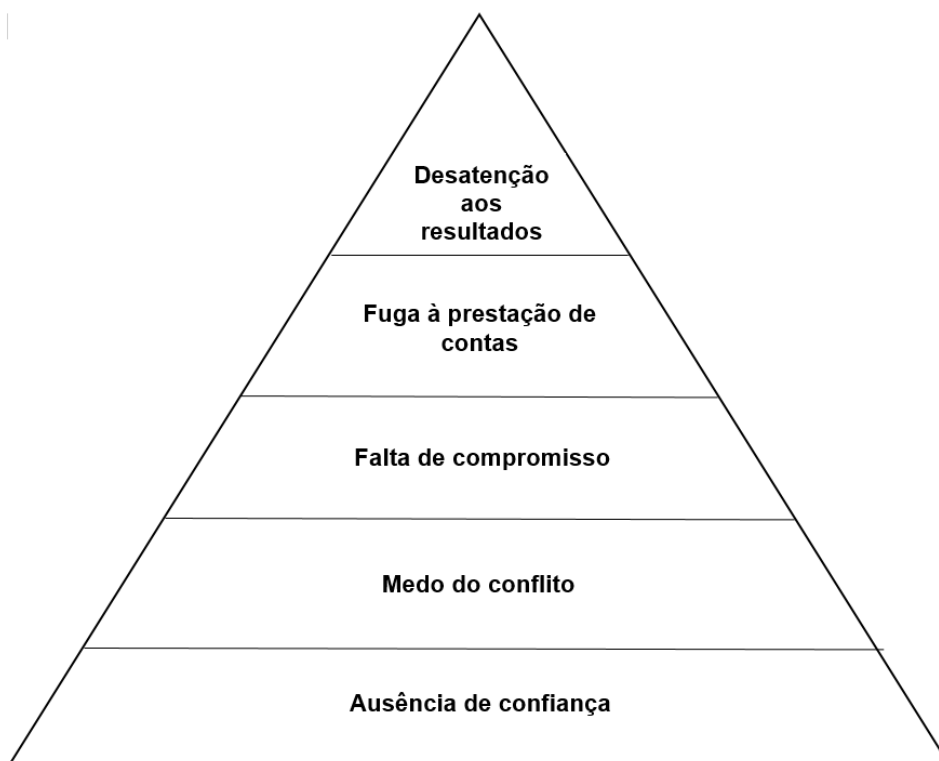 Desatenção
aos
resultados
Fuga à prestação de
contas
Falta de compromisso
Medo do conflito
Ausência de confiança